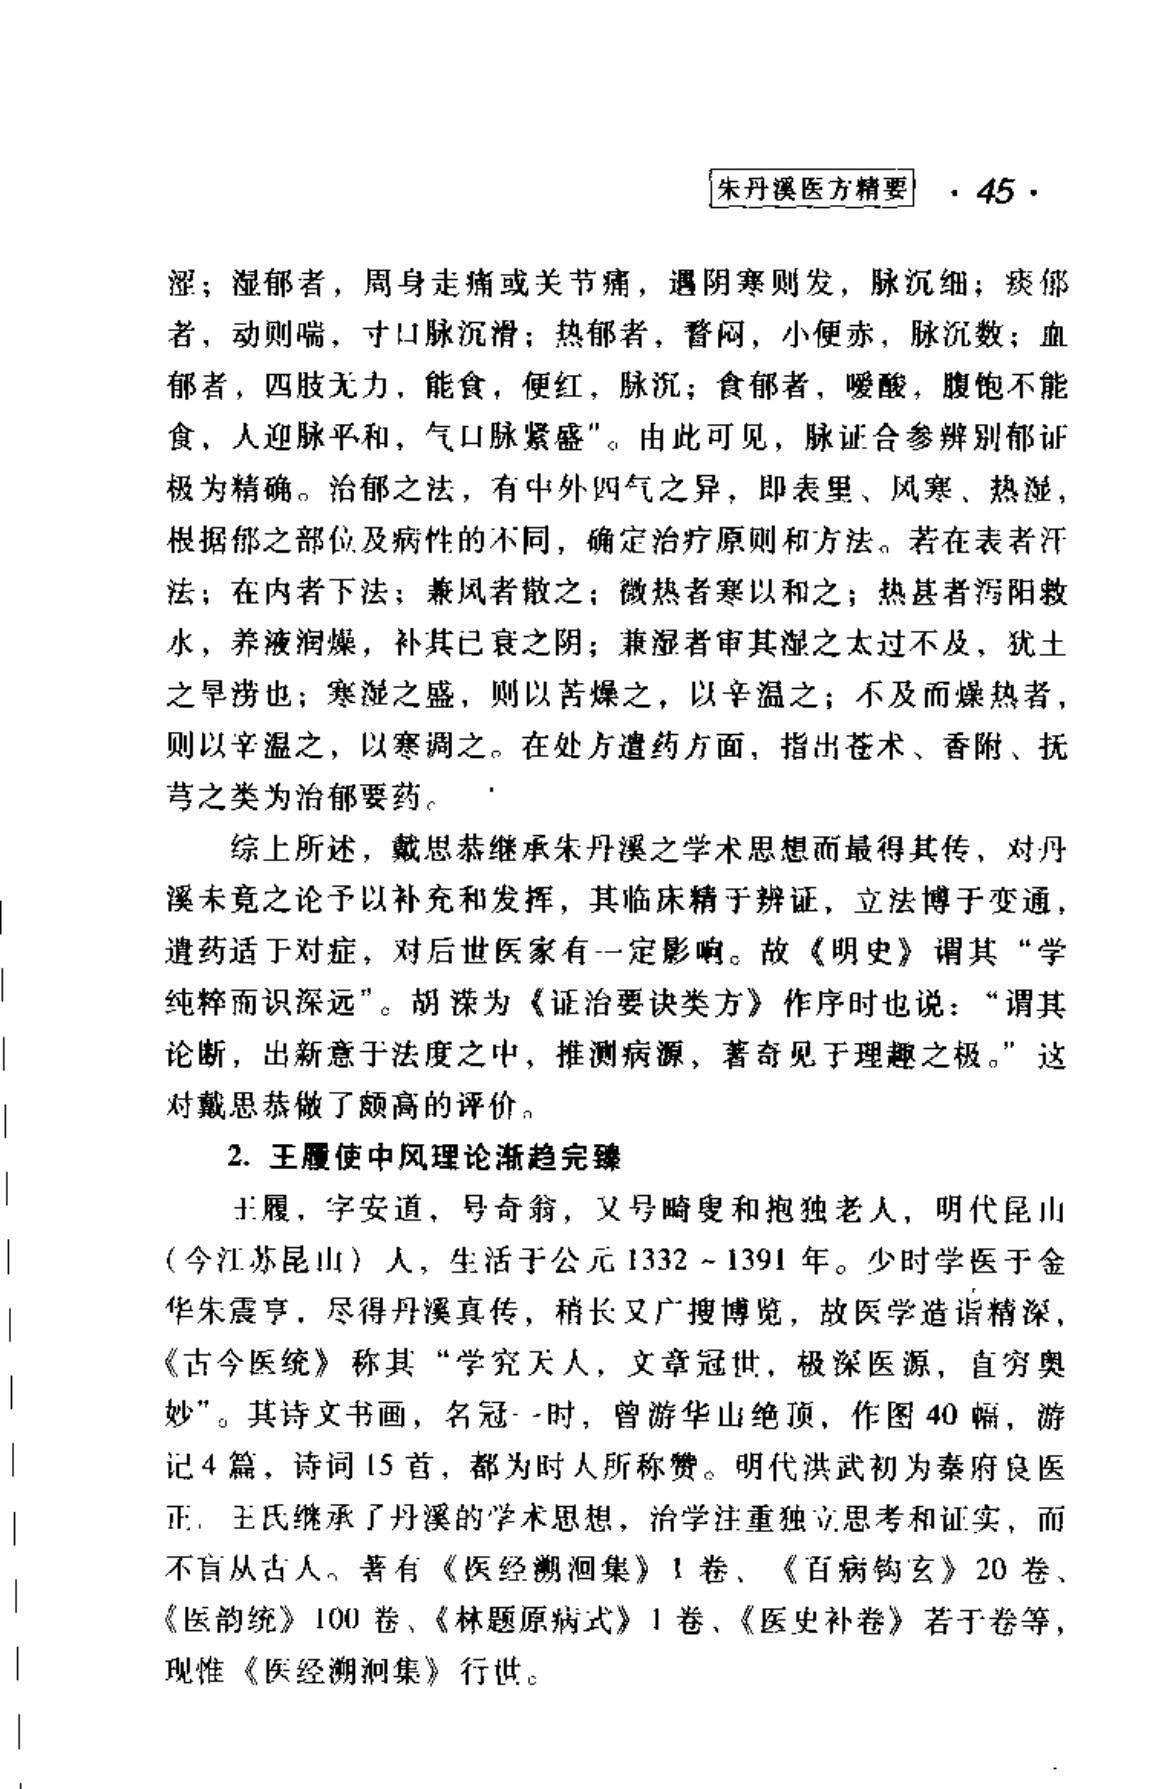 朱丹溪医方精要 · 45 ·
涩；湿郁者，周身走痛或关节痛，遇阴寒则发，脉沉细；痰郁
者，动则喘，寸口脉沉滑；热郁者，瞀闷，小便赤，脉沉数；血
郁者，四肢无力，能食，便红，脉沉；食郁者，嗳酸，腹饱不能
食，人迎脉平和，气口脉紧盛”。由此可见，脉证合参辨别郁证
极为精确。治郁之法，有中外四气之异，即表里、风寒、热湿，
根据郁之部位及病性的不同，确定治疗原则和方法。若在表者汗
法；在内者下法；兼风者散之；微热者寒以和之；热甚者泻阳救
水，养液润燥，补其已衰之阴；兼湿者审其湿之太过不及，犹土
之旱涝也；寒湿之盛，则以苦燥之，以辛温之；不及而燥热者，
则以辛温之，以寒调之。在处方遣药方面，指出苍术、香附、抚
芎之类为治郁要药。
综上所述，戴思恭继承朱丹溪之学术思想而最得其传，对丹
溪未竟之论予以补充和发挥，其临床精于辨证，立法博于变通，
遣药适于对症，对后世医家有一定影响。故《明史》谓其“学
纯粹而识深远”。胡濙为《证治要诀类方》作序时也说：“谓其
论断，出新意于法度之中，推测病源，著奇见于理趣之极。”这
对戴思恭做了颇高的评价。
2. 王履使中风理论渐趋完臻
王履，字安道，号奇翁，又号畸叟和抱独老人，明代昆山
（今江苏昆山）人，生活于公元 1332 ~ 1391 年。少时学医于金
华朱震亨，尽得丹溪真传，稍长又广搜博览，故医学造诣精深，
《古今医统》称其“学究天人，文章冠世，极深医源，直穷奥
妙”。其诗文书画，名冠一时，曾游华山绝顶，作图 40 幅，游
记 4 篇，诗词 15 首，都为时人所称赞。明代洪武初为秦府良医
正．王氏继承了丹溪的学术思想，治学注重独立思考和证实，而
不盲从古人。著有《医经溯洄集》1 卷、《百病钩玄》20 卷、
《医韵统》100 卷、《林题原病式》1 卷、《医史补卷》若干卷等，
现惟《医经溯洄集》行世。